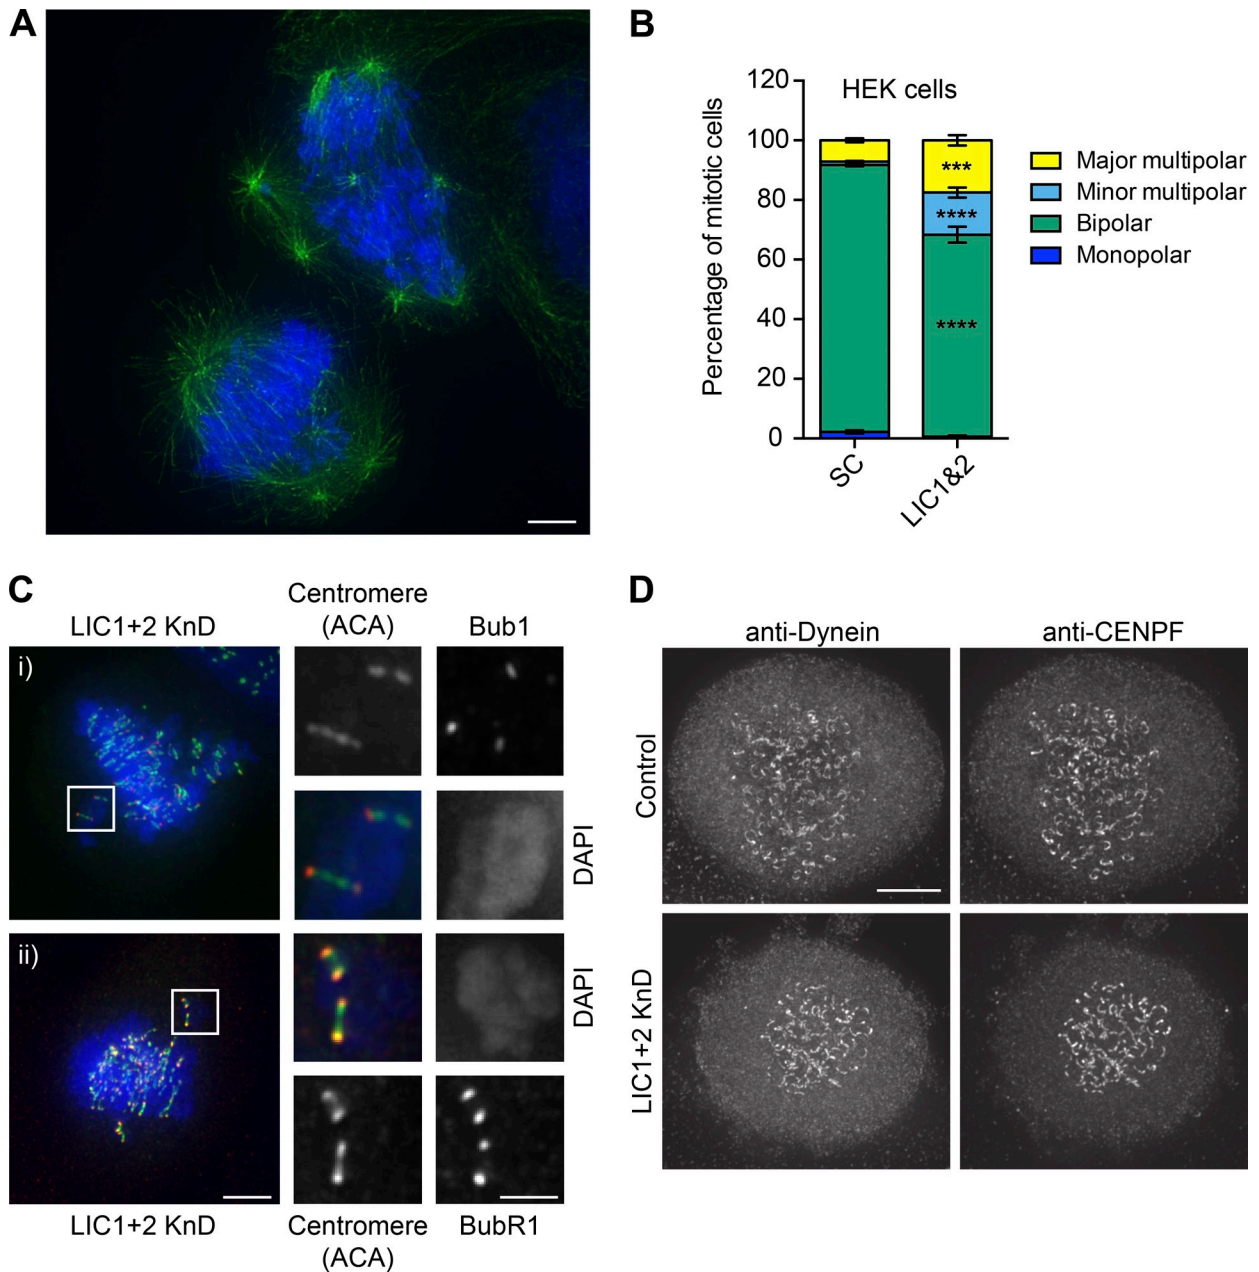 A
B
HEK cells
Percentage of mitotic cells
120
100
80
60
40
20
0
***
****
****
SC
LIC1&2
Major multipolar
Minor multipolar
Bipolar
Monopolar
C
LIC1+2 KnD
Centromere
(ACA)
Bub1
i)
DAPI
ii)
DAPI
LIC1+2 KnD
Centromere
(ACA)
BubR1
D
anti-Dynein
anti-CENPF
Control
LIC1+2 KnD